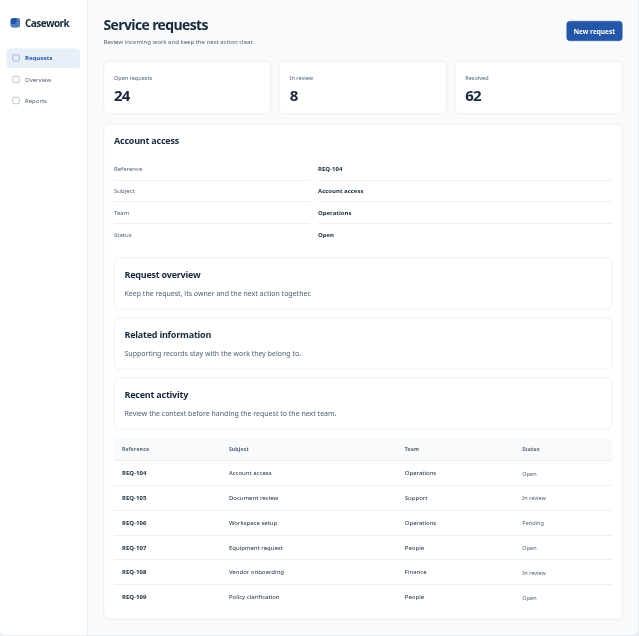 Casework
Requests
Overview
Reports
Service requests
Review incoming work and keep the next action clear.
New request
Open requests
24
In review
8
Resolved
62
Account access
Reference REQ-104
Subject Account access
Team Operations
Status Open
Request overview
Keep the request, its owner and the next action together.
Related information
Supporting records stay with the work they belong to.
Recent activity
Review the context before handing the request to the next team.
Reference Subject Team Status
REQ-104 Account access Operations Open
REQ-105 Document review Support In review
REQ-106 Workspace setup Operations Pending
REQ-107 Equipment request People Open
REQ-108 Vendor onboarding Finance In review
REQ-109 Policy clarification People Open